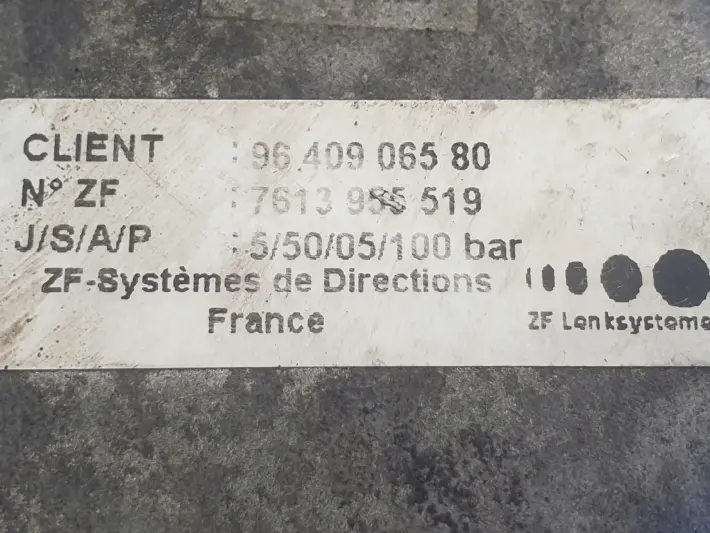 CLIENT : 96 409 065 80
N° ZF : 7613 955 519
J/S/A/P : 5/50/05/100 bar
ZF-Systèmes de Directions
France
ZF Lenksysteme